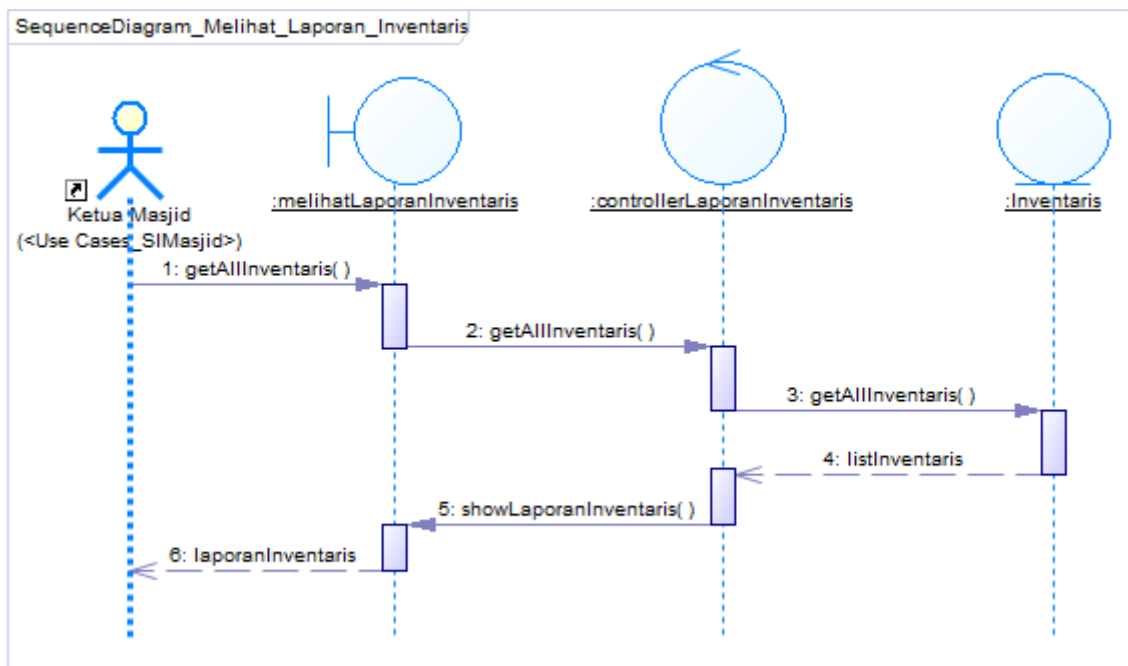 SequenceDiagram_Melihat_Laporan_Inventaris
Ketua Masjid
(<Use Cases_SIMasjid>)
:melihatLaporanInventaris
:controllerLaporanInventaris
:Inventaris
1: getAllInventaris( )
2: getAllInventaris( )
3: getAllInventaris( )
4: listInventaris
5: showLaporanInventaris( )
6: laporanInventaris